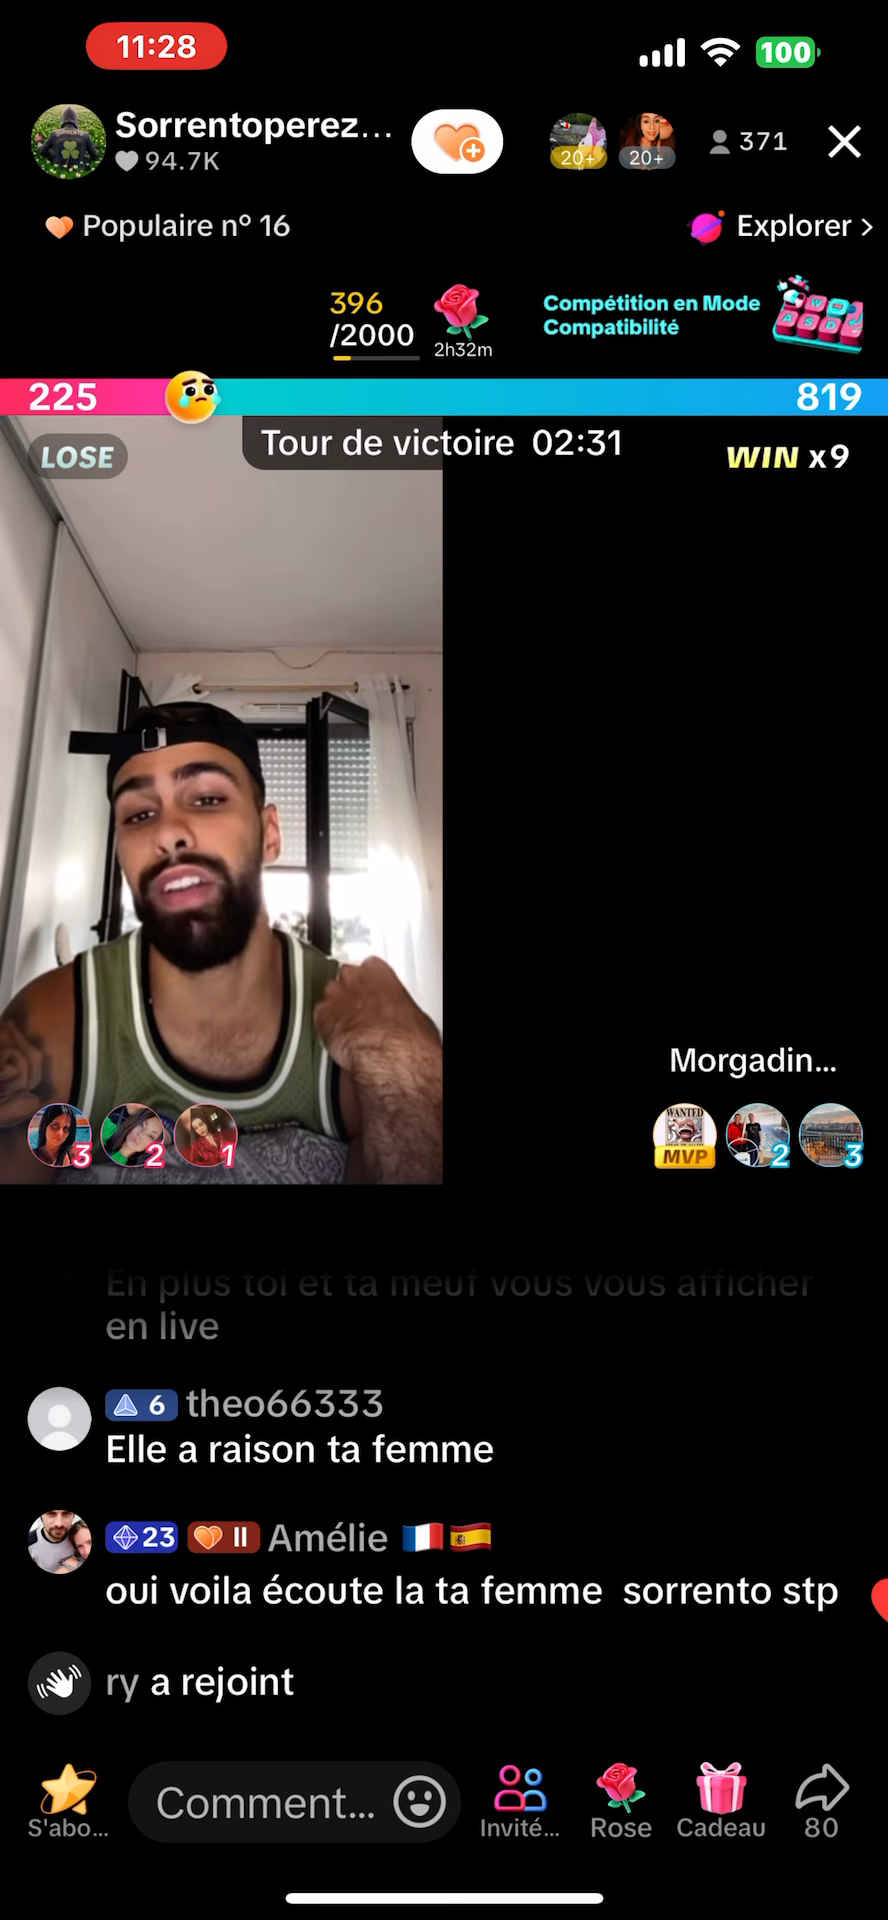 11:28
100
Sorrentoperez...
94.7K
20+
20+
371
Populaire n° 16
Explorer >
396
/2000
2h32m
Compétition en Mode
Compatibilité
225
819
LOSE
Tour de victoire 02:31
WIN x9
Morgadin...
3
2
1
WANTED
MVP
2
3
En plus toi et ta meuf vous vous afficher
en live
6 theo66333
Elle a raison ta femme
23 II Amélie
oui voila écoute la ta femme sorrento stp
ry a rejoint
Comment...
S'abo...
Invité...
Rose
Cadeau
80